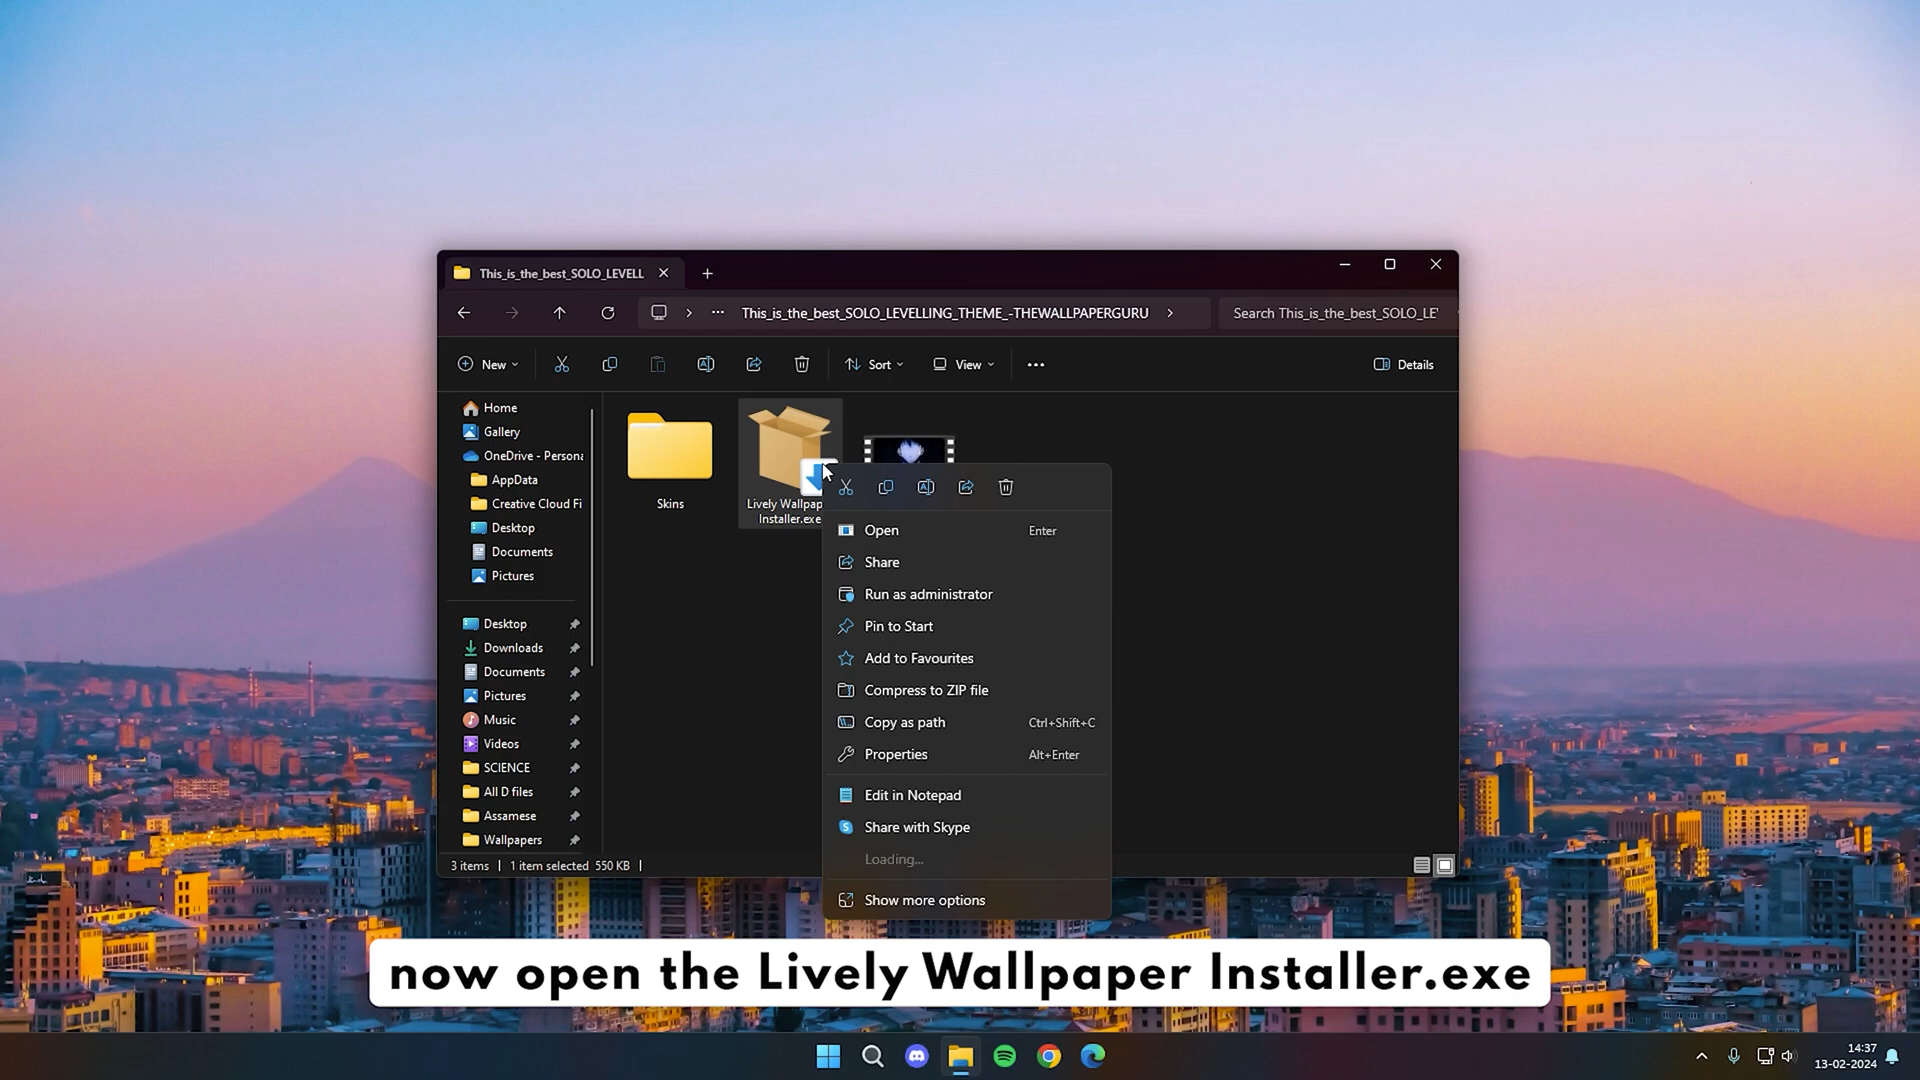 This_is_the_best_SOLO_LEVELL
This_is_the_best_SOLO_LEVELLING_THEME_-THEWALLPAPERGURU
Search This_is_the_best_SOLO_LE'
New
Sort
View
Details
Home
Gallery
OneDrive - Persona
AppData
Creative Cloud Fi
Desktop
Documents
Pictures
Desktop
Downloads
Documents
Pictures
Music
Videos
SCIENCE
All D files
Assamese
Wallpapers
Skins
Lively Wallpap
Installer.exe
Open Enter
Share
Run as administrator
Pin to Start
Add to Favourites
Compress to ZIP file
Copy as path Ctrl+Shift+C
Properties Alt+Enter
Edit in Notepad
Share with Skype
Loading...
Show more options
3 items | 1 item selected 550 KB |
now open the Lively Wallpaper Installer.exe
14:37
13-02-2024